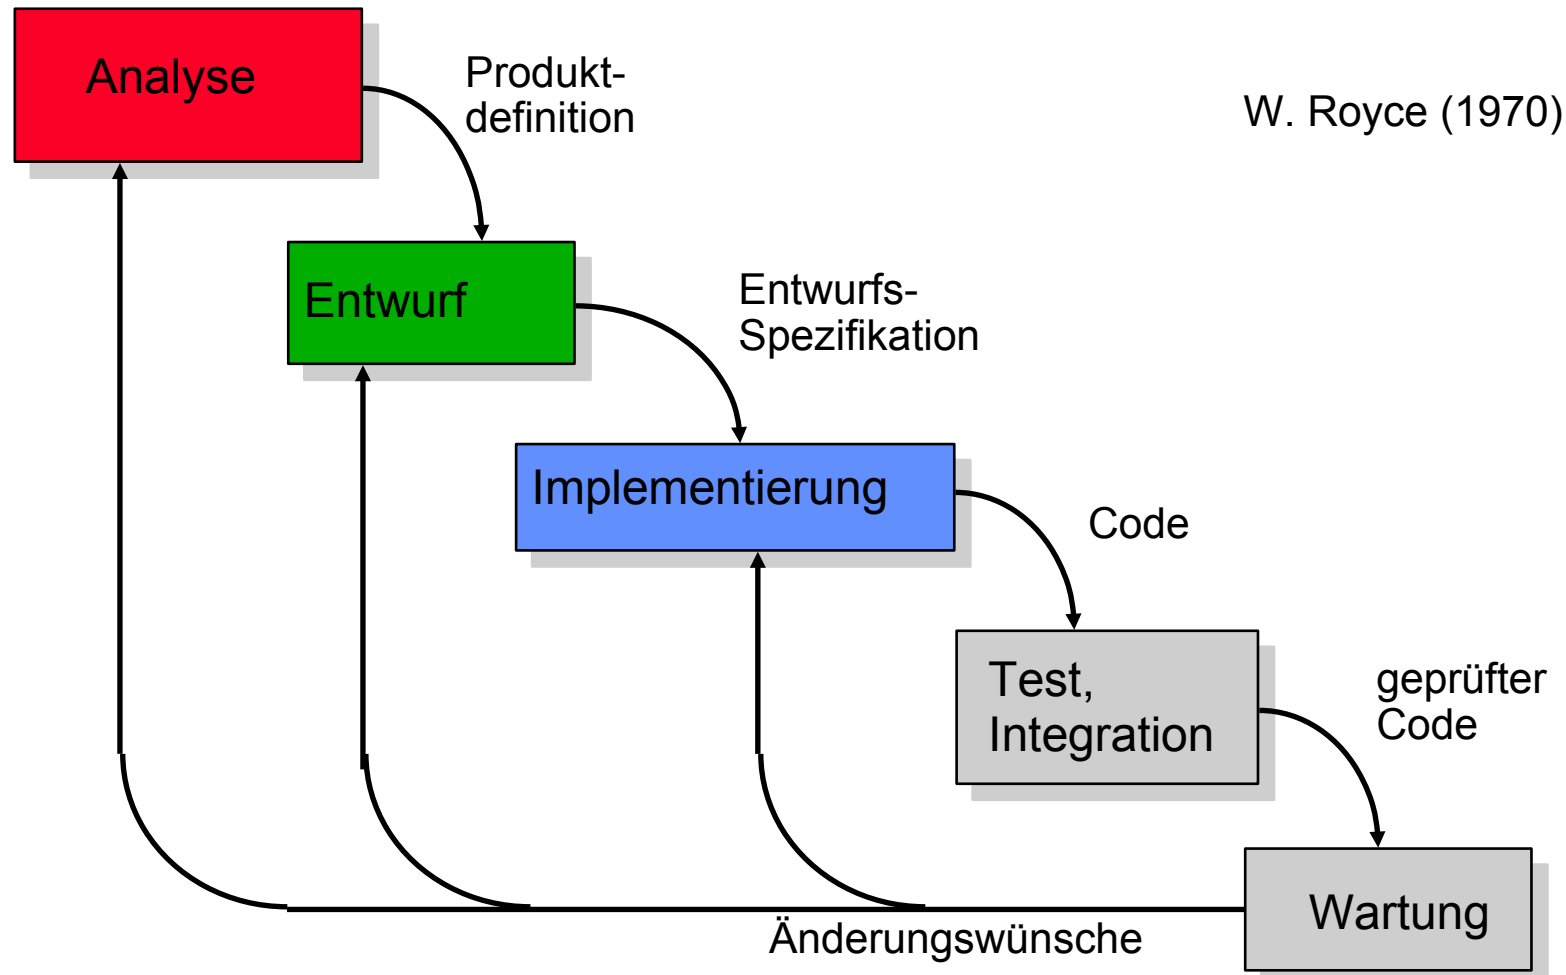 Analyse
Produkt-
definition
W. Royce (1970)
Entwurf
Entwurfs-
Spezifikation
Implementierung
Code
Test,
Integration
geprüfter
Code
Wartung
Änderungswünsche